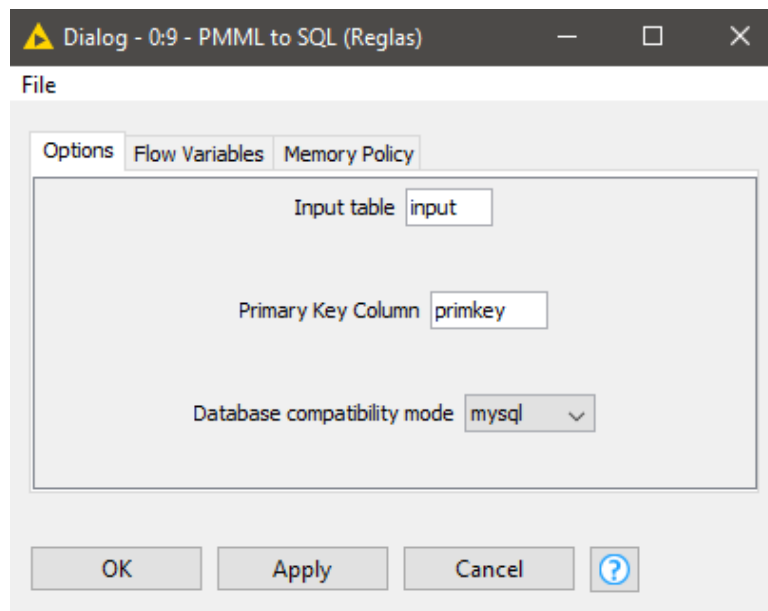 Dialog - 0:9 - PMML to SQL (Reglas)
File
Options Flow Variables Memory Policy
Input table input
Primary Key Column primkey
Database compatibility mode mysql
OK Apply Cancel ?